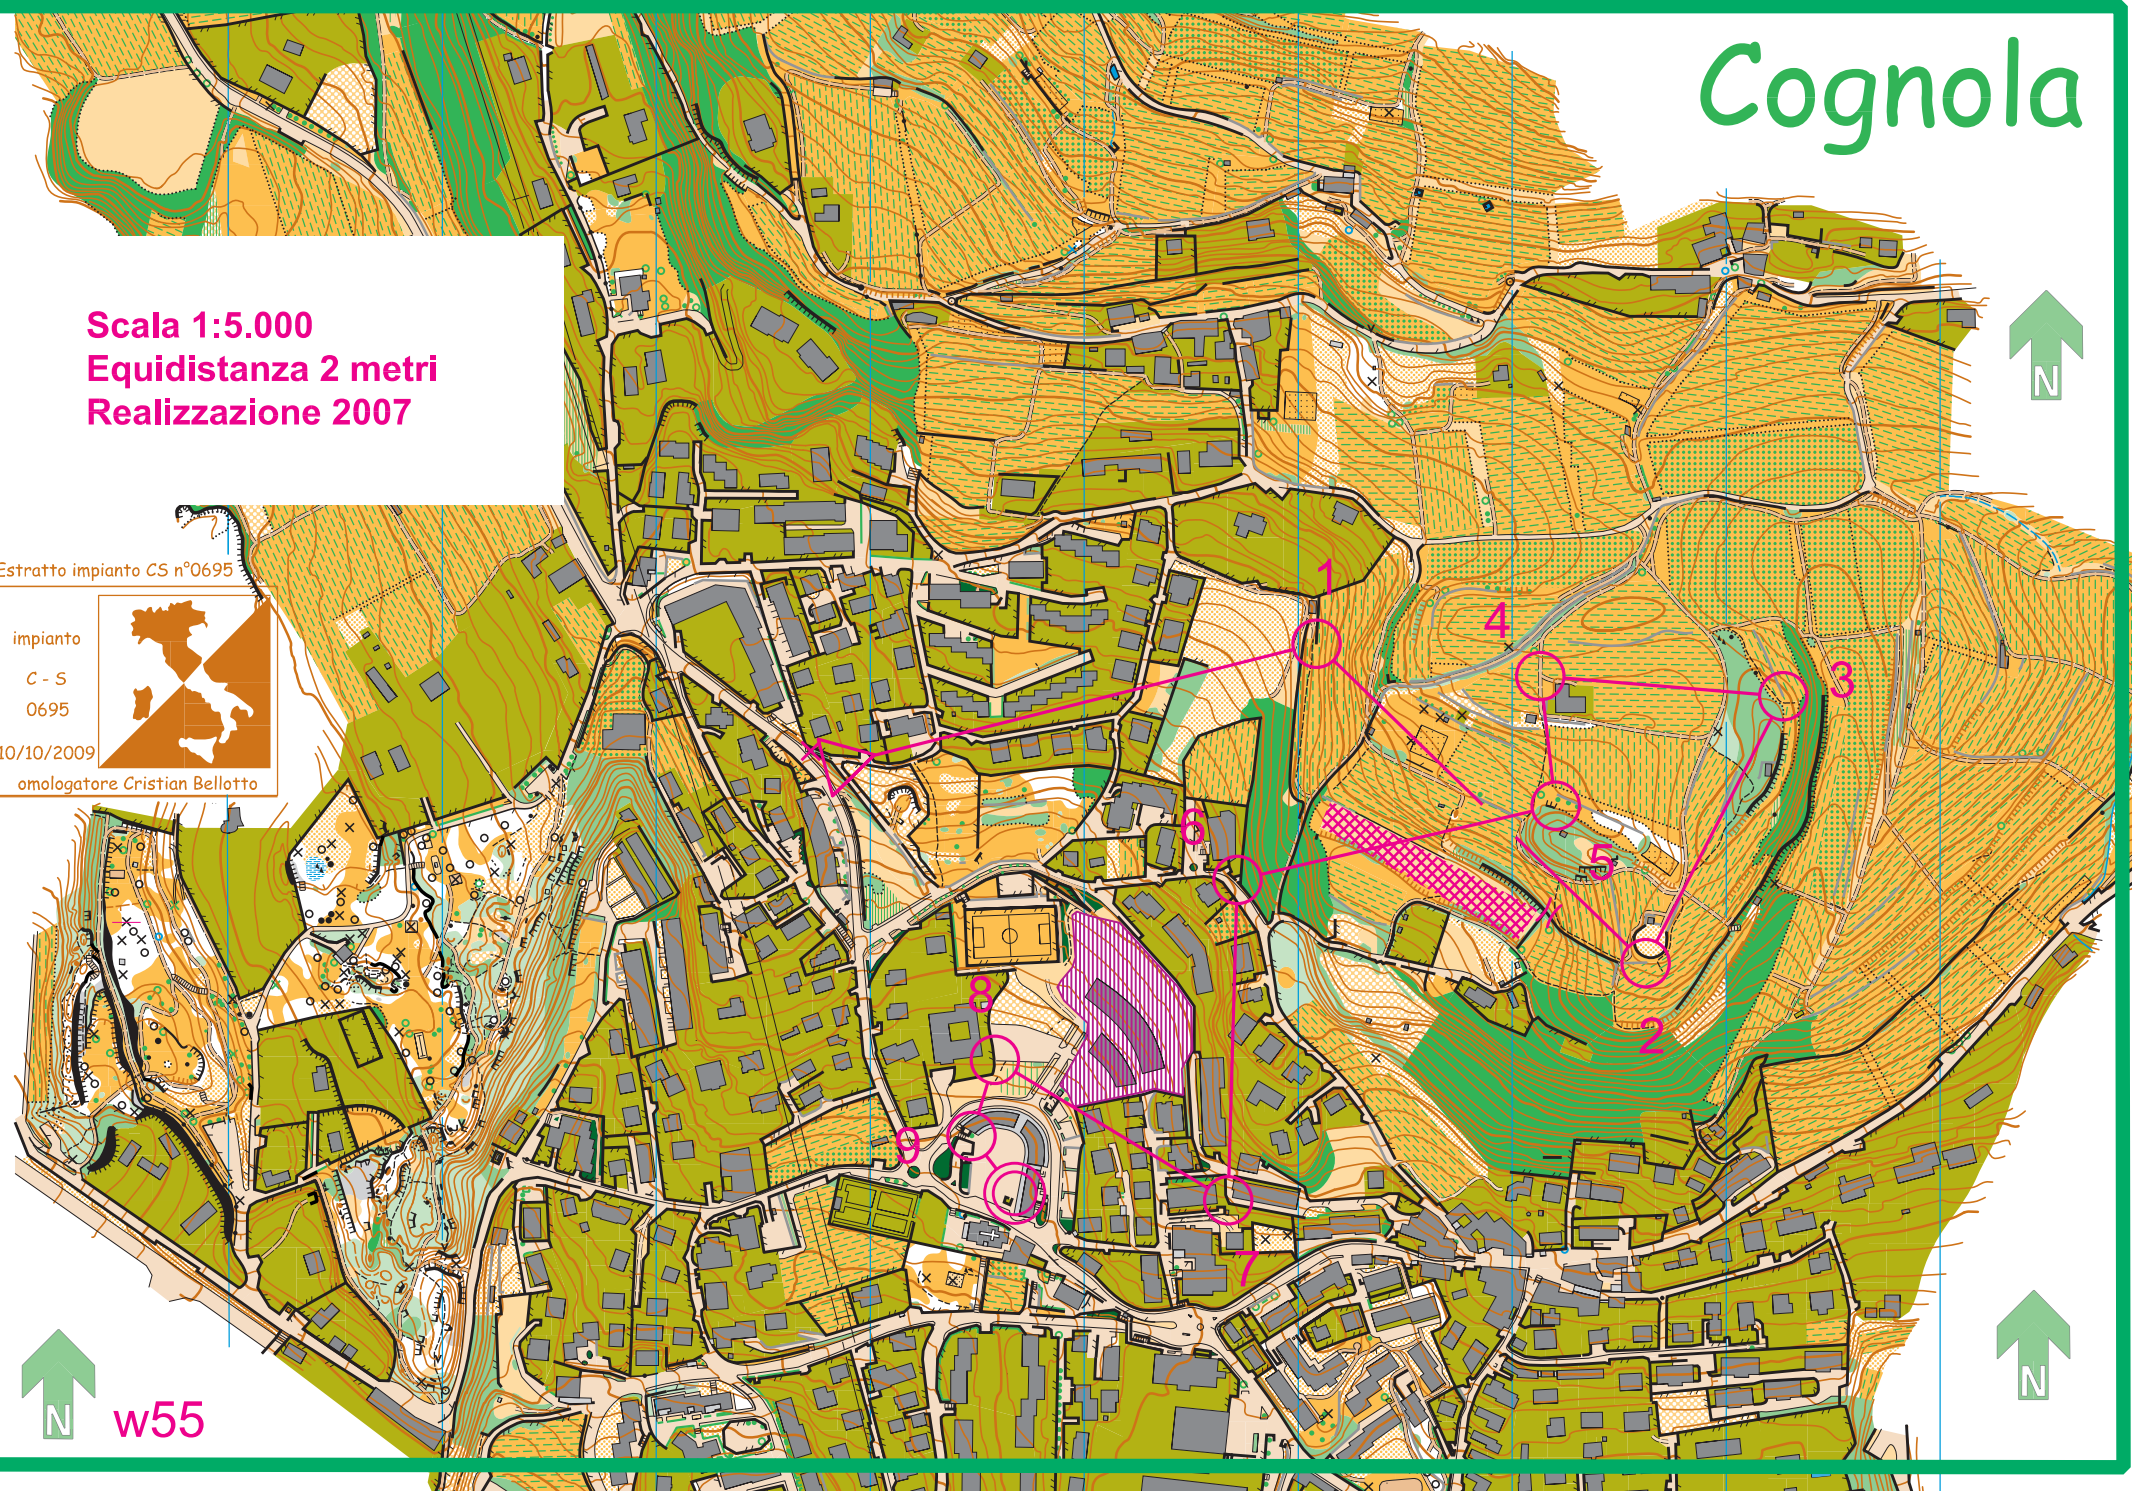 Cognola
Scala 1:5.000
Equidistanza 2 metri
Realizzazione 2007
N
Estratto impianto CS n°0695
impianto
C - S
0695
10/10/2009
omologatore Cristian Bellotto
1
4
3
6
5
8
2
9
7
N
N
w55